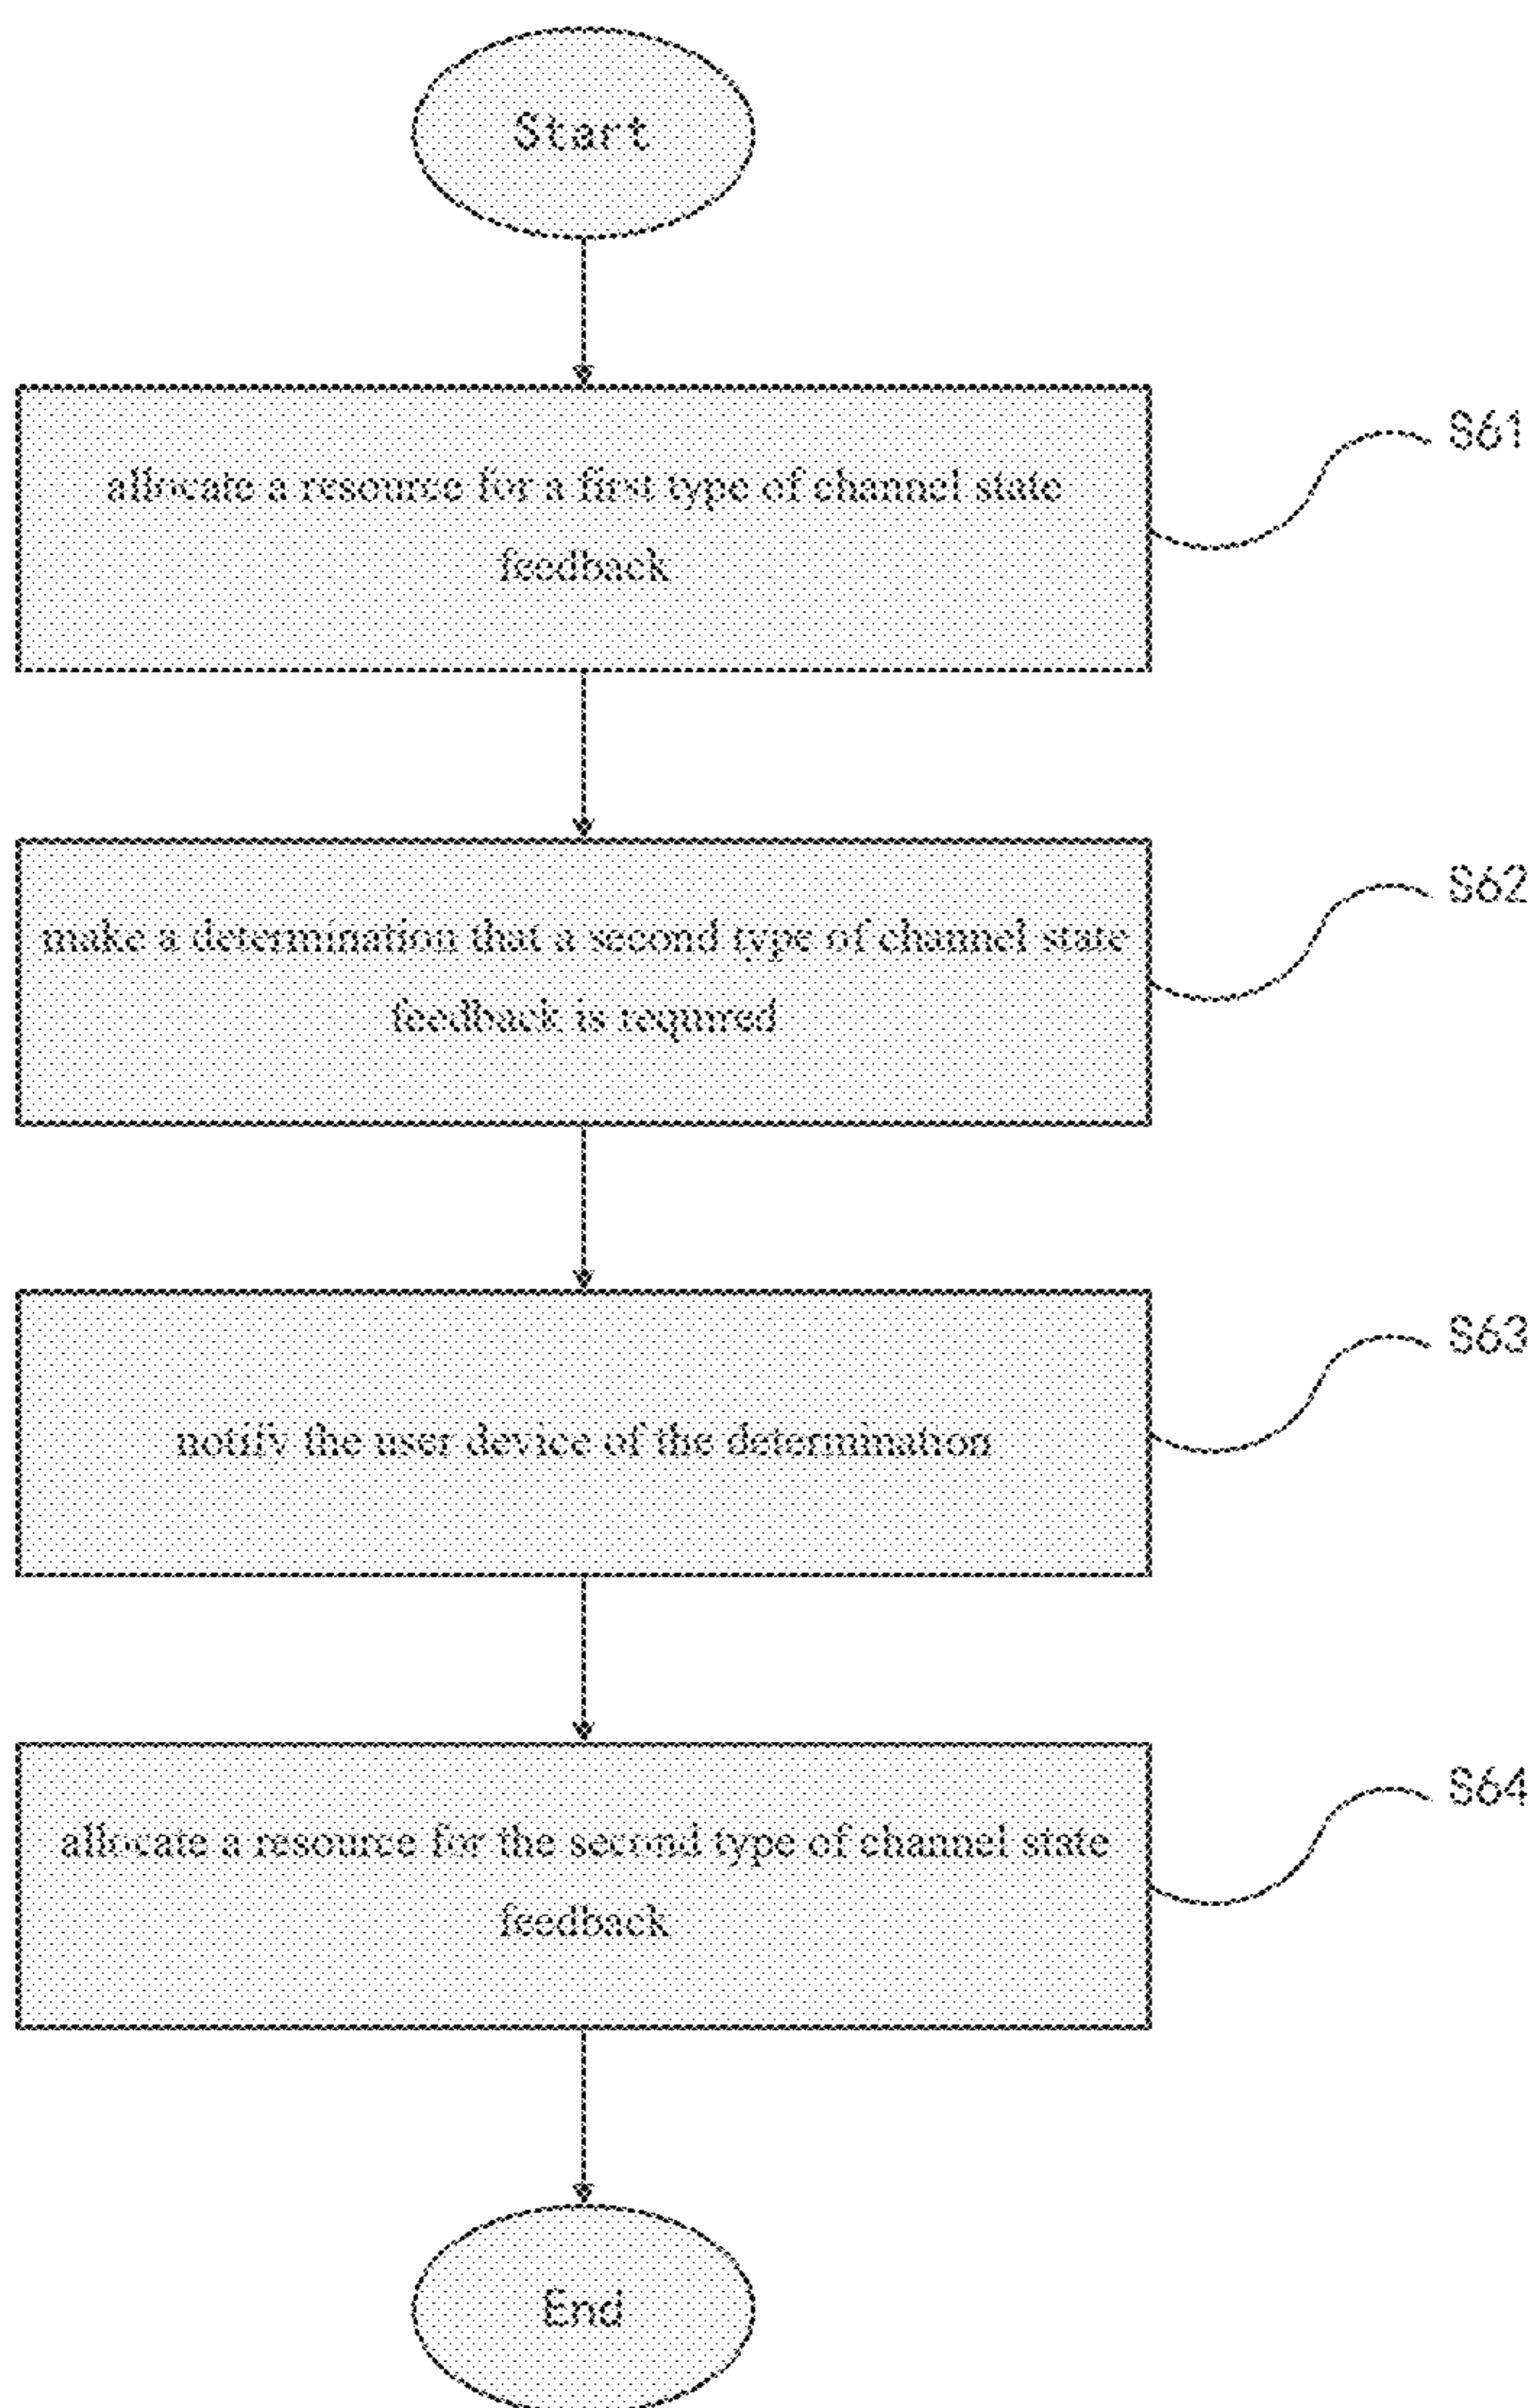 Start
allocate a resource for a first type of channel state
feedback
S61
make a determination that a second type of channel state
feedback is required
S62
notify the user device of the determination
S63
allocate a resource for the second type of channel state
feedback
S64
End